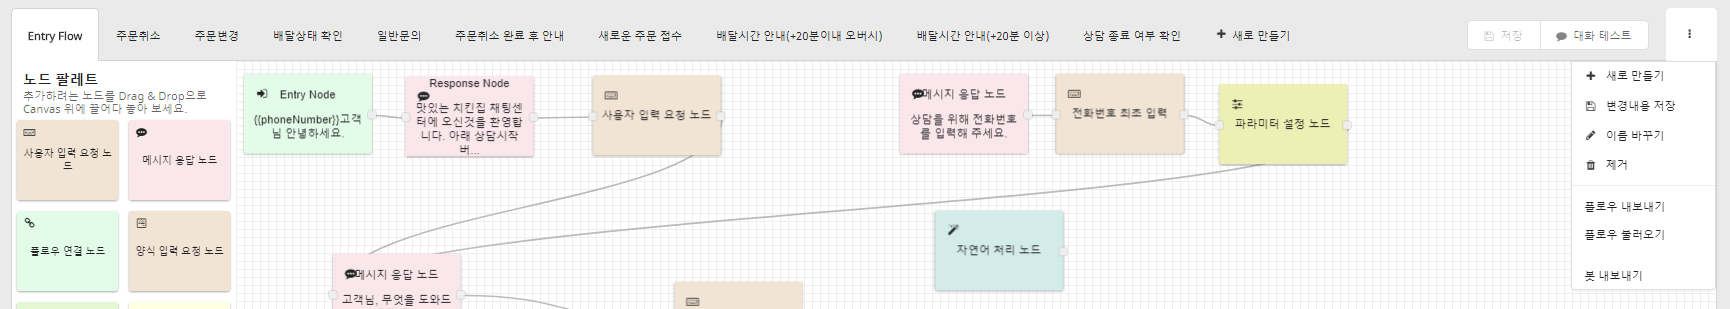 Entry Flow
주문취소
주문변경
배달상태 확인
일반문의
주문취소 완료 후 안내
새로운 주문 접수
배달시간 안내(+20분이내 오버시)
배달시간 안내(+20분 이상)
상담 종료 여부 확인
+ 새로 만들기
저장
대화 테스트
노드 팔레트
추가하려는 노드를 Drag & Drop으로
Canvas 위에 끌어다 놓아 보세요.
사용자 입력 요청 노
드
메시지 응답 노드
플로우 연결 노드
양식 입력 요청 노드
Entry Node
{{phoneNumber}}고객
님 안녕하세요.
Response Node
맛있는 치킨집 채팅센
터에 오신것을 환영합
니다. 아래 상담시작
버...
사용자 입력 요청 노드
메시지 응답 노드
상담을 위해 전화번호
를 입력해 주세요.
전화번호 최초 입력
파라미터 설정 노드
자연어 처리 노드
메시지 응답 노드
고객님, 무엇을 도와드
+ 새로 만들기
변경내용 저장
이름 바꾸기
제거
플로우 내보내기
플로우 불러오기
봇 내보내기